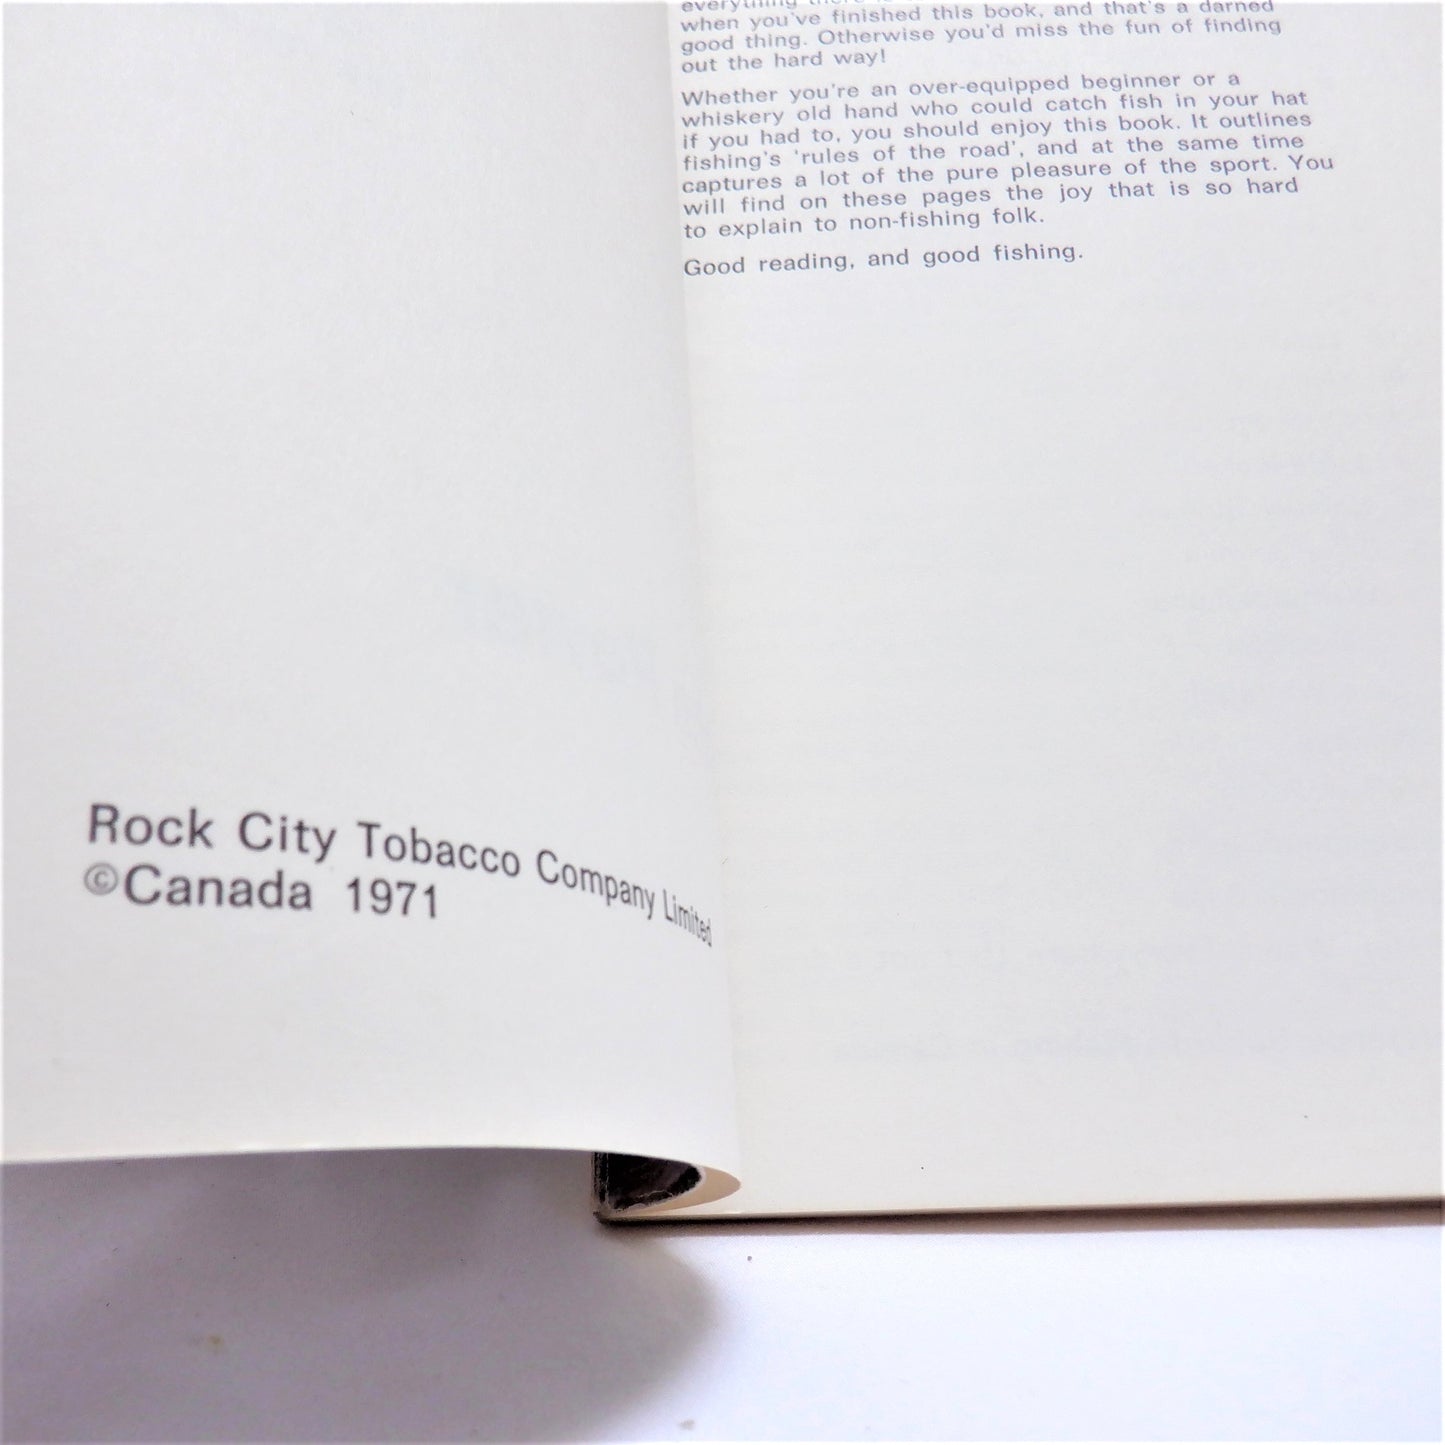 Rock City Tobacco Company Limited
©Canada 1971
everything
when you've finished this book, and that's a darned
good thing. Otherwise you'd miss the fun of finding
out the hard way!
Whether you're an over-equipped beginner or a
whiskery old hand who could catch fish in your hat
if you had to, you should enjoy this book. It outlines
fishing's 'rules of the road', and at the same time
captures a lot of the pure pleasure of the sport. You
will find on these pages the joy that is so hard
to explain to non-fishing folk.
Good reading, and good fishing.